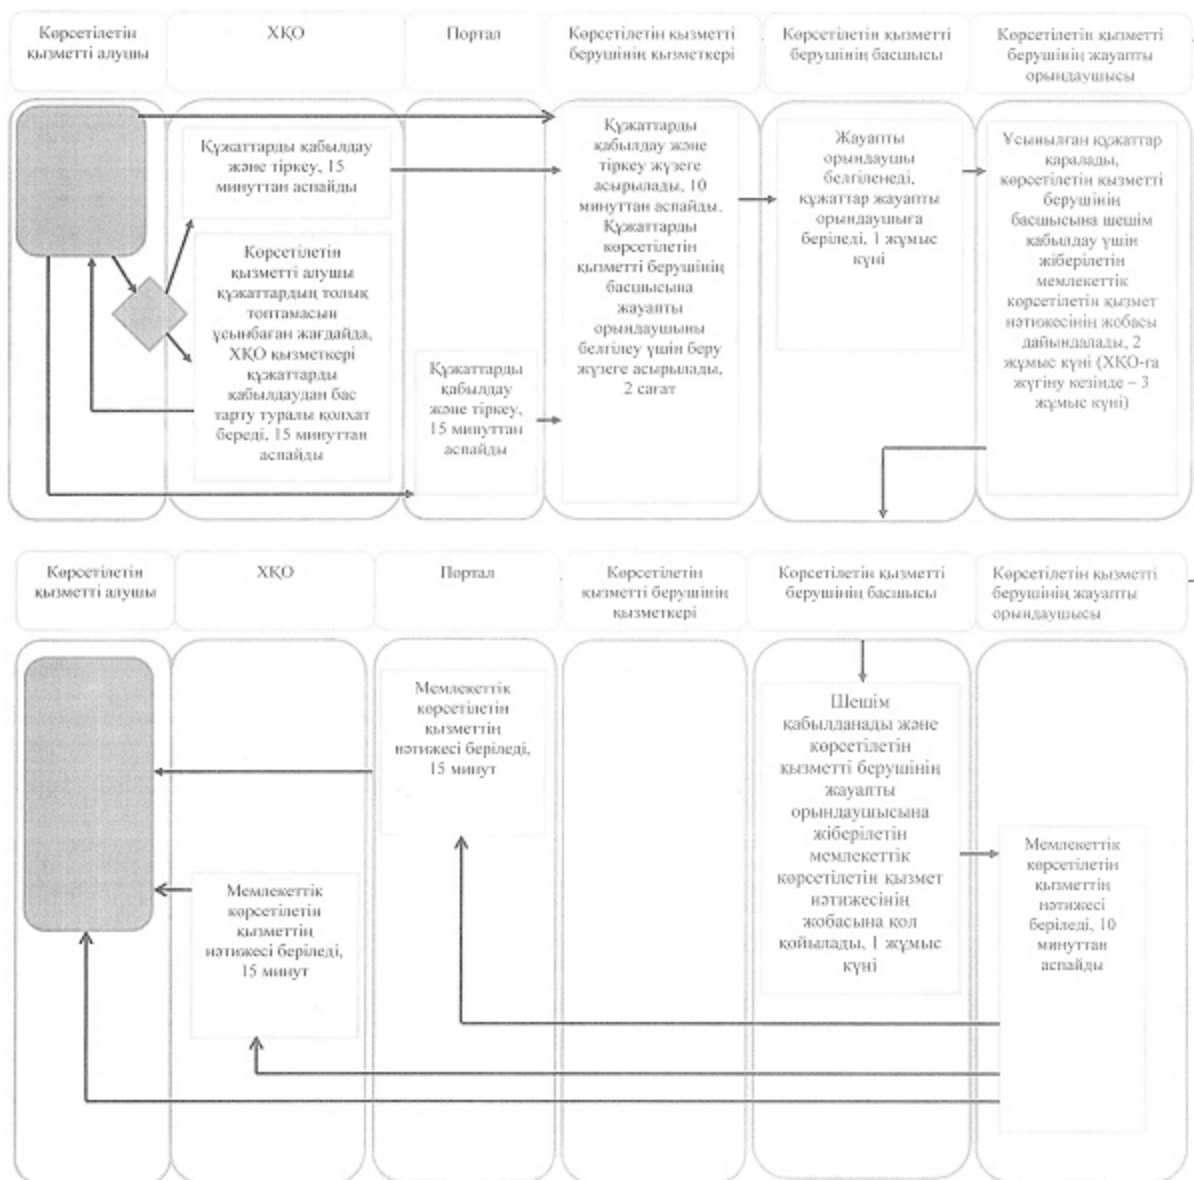 Көрсетілетін
қызметті алушы
ХҚО
Портал
Көрсетілетін қызметті
берушінің қызметкері
Көрсетілетін қызметті
берушінің басшысы
Көрсетілетін қызметті
берушінің жауапты
орындаушысы
Құжаттарды қабылдау
және тіркеу, 15
минуттан аспайды
Көрсетілетін
қызметті алушы
құжаттардың толық
топтамасын
ұсынбаған жағдайда,
ХҚО қызметкері
құжаттарды
қабылдаудан бас
тарту туралы қолхат
береді, 15 минуттан
аспайды
Құжаттарды
қабылдау
және тіркеу,
15 минуттан
аспайды
Құжаттарды
қабылдау және
тіркеу жүзеге
асырылады, 10
минуттан аспайды.
Құжаттарды
көрсетілетін
қызметті берушінің
басшысына
жауапты
орындаушыны
белгілеу үшін беру
жүзеге асырылады,
2 сағат
Жауапты
орындаушы
белгіленеді,
құжаттар жауапты
орындаушыға
беріледі, 1 жұмыс
күні
Ұсынылған құжаттар
қаралады,
көрсетілетін қызметті
берушінің
басшысына шешім
қабылдау үшін
жіберілетін
мемлекеттік
көрсетілетін қызмет
нәтижесінің жобасы
дайындалады, 2
жұмыс күні (ХҚО-ға
жүгіну кезінде – 3
жұмыс күні)
Көрсетілетін
қызметті алушы
ХҚО
Портал
Көрсетілетін
қызметті берушінің
қызметкері
Көрсетілетін қызметті
берушінің басшысы
Көрсетілетін қызметті
берушінің жауапты
орындаушысы
Мемлекеттік
көрсетілетін
қызметтің
нәтижесі беріледі,
15 минут
Мемлекеттік
көрсетілетін
қызметтің
нәтижесі беріледі,
15 минут
Шешім
қабылданады және
көрсетілетін
қызметті берушінің
жауапты
орындаушысына
жіберілетін
мемлекеттік
көрсетілетін қызмет
нәтижесінің
жобасына қол
қойылады, 1 жұмыс
күні
Мемлекеттік
көрсетілетін
қызметтің
нәтижесі
беріледі, 10
минуттан
аспайды